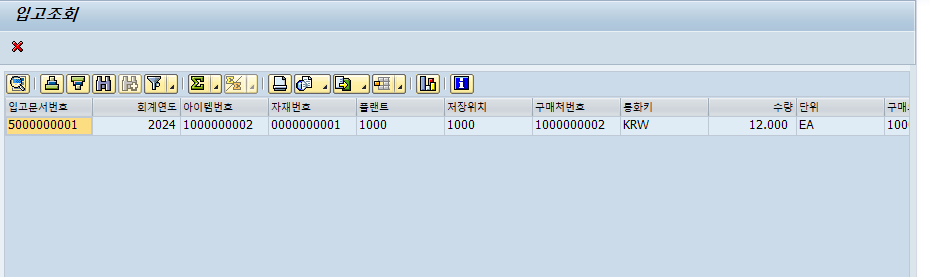 입고조회
입고문서번호 회계연도 아이템번호 자재번호 플랜트 저장위치 구매처번호 통화키 수량 단위 구매
5000000001 2024 1000000002 0000000001 1000 1000 1000000002 KRW 12.000 EA 100